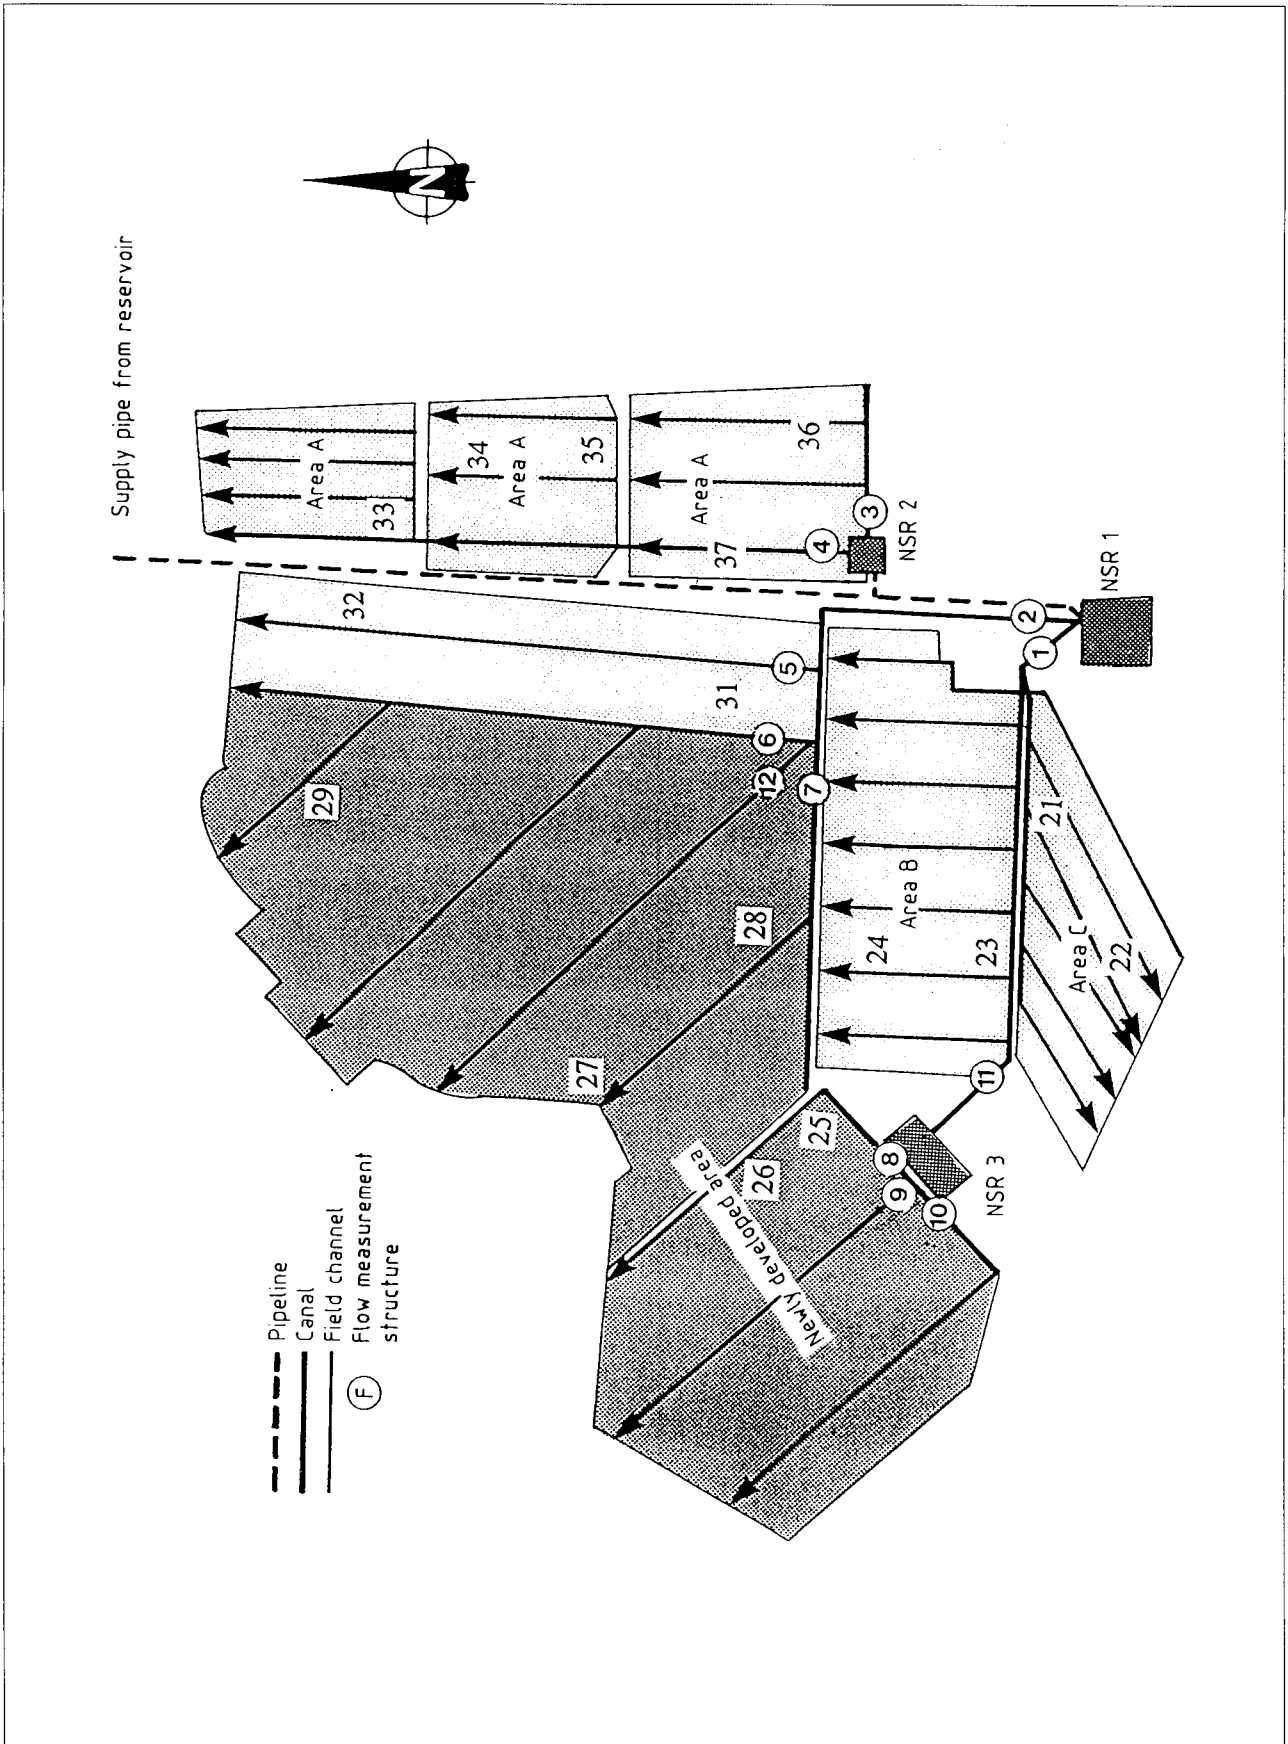 Supply pipe from reservoir
N
Area A
33
34
Area A
35
Area A
36
37
4
3
NSR 2
NSR 1
32
31
5
6
12
7
2
1
29
28
27
24
Area B
23
21
Area C
22
26
25
Newly developed area
8
9
10
11
NSR 3
Pipeline
Canal
Field channel
F
Flow measurement
structure